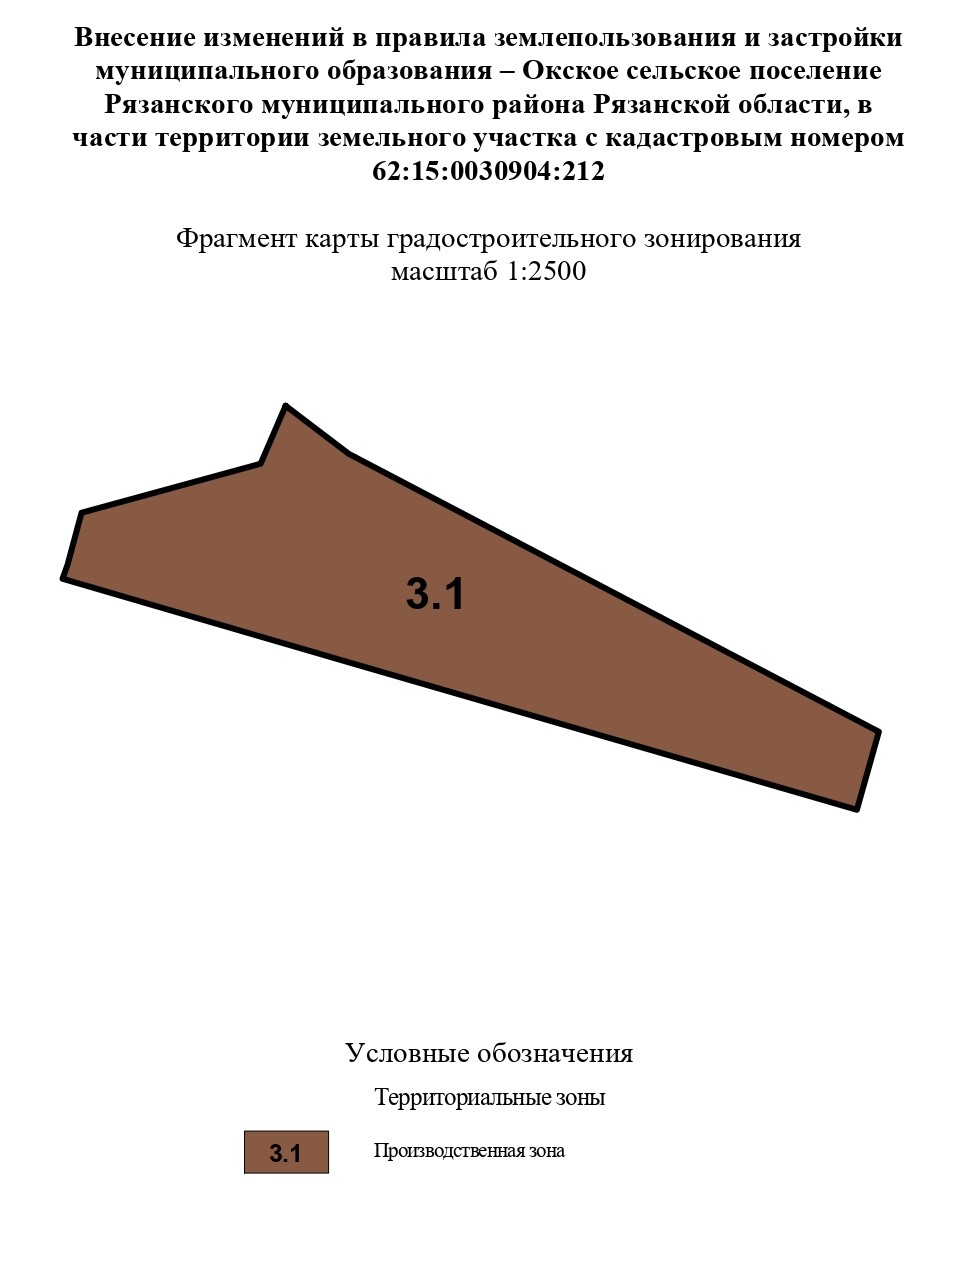 Внесение изменений в правила землепользования и застройки
муниципального образования – Окское сельское поселение
Рязанского муниципального района Рязанской области, в
части территории земельного участка с кадастровым номером
62:15:0030904:212
Фрагмент карты градостроительного зонирования
масштаб 1:2500
3.1
Условные обозначения
Территориальные зоны
3.1 Производственная зона